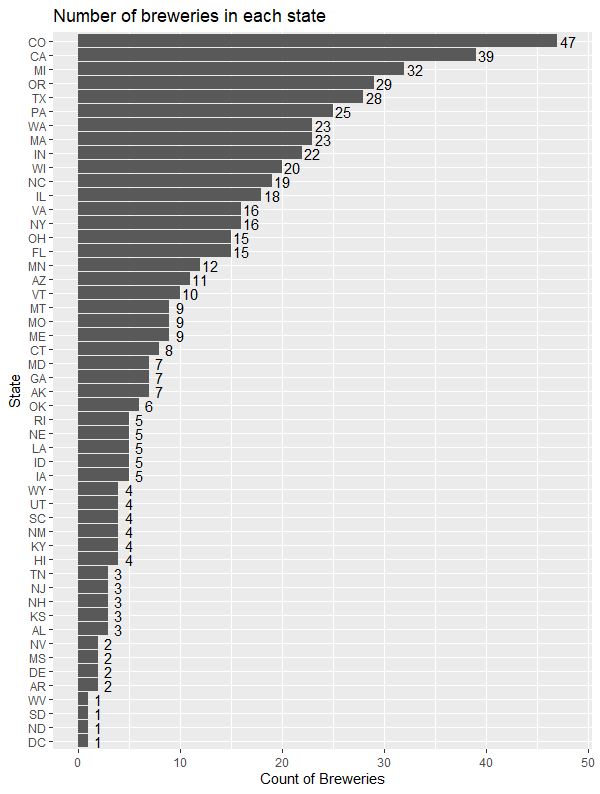 Number of breweries in each state
CO 47
CA 39
MI 32
OR 29
TX 28
PA 25
WA 23
MA 23
IN 22
WI 20
NC 19
IL 18
VA 16
NY 16
OH 15
FL 15
MN 12
AZ 11
VT 10
MT 9
MO 9
ME 9
CT 8
MD 7
GA 7
AK 7
OK 6
RI 5
NE 5
LA 5
ID 5
IA 5
WY 4
UT 4
SC 4
NM 4
KY 4
HI 4
TN 3
NJ 3
NH 3
KS 3
AL 3
NV 2
MS 2
DE 2
AR 2
WV 1
SD 1
ND 1
DC 1
State
0 10 20 30 40 50
Count of Breweries